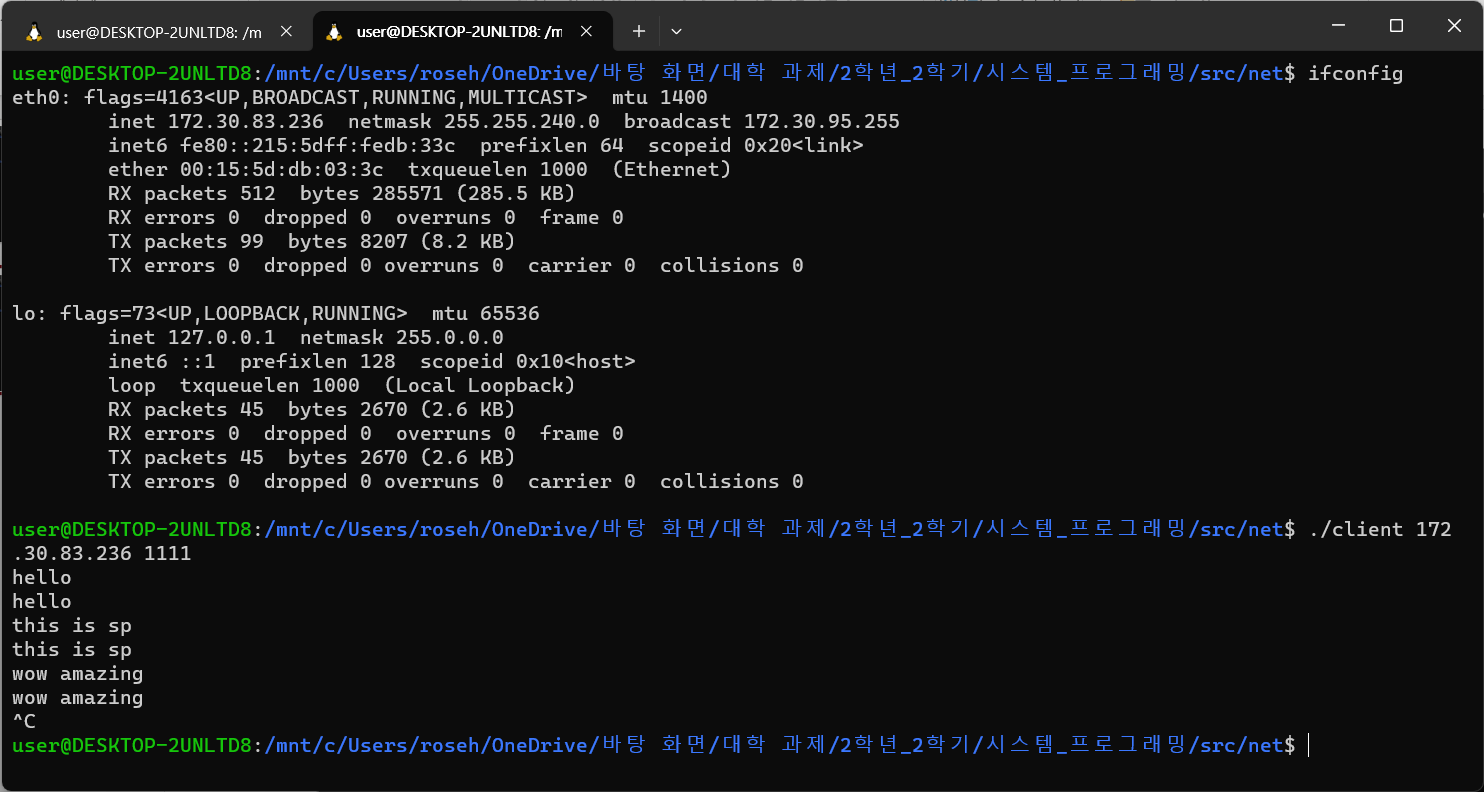 user@DESKTOP-2UNLTD8: /m
user@DESKTOP-2UNLTD8: /m
user@DESKTOP-2UNLTD8:/mnt/c/Users/roseh/OneDrive/바탕 화면/대학 과제/2학년_2학기/시스템_프로그래밍/src/net$ ifconfig
eth0: flags=4163<UP,BROADCAST,RUNNING,MULTICAST>  mtu 1400
        inet 172.30.83.236  netmask 255.255.240.0  broadcast 172.30.95.255
        inet6 fe80::215:5dff:fedb:33c  prefixlen 64  scopeid 0x20<link>
        ether 00:15:5d:db:03:3c  txqueuelen 1000  (Ethernet)
        RX packets 512  bytes 285571 (285.5 KB)
        RX errors 0  dropped 0  overruns 0  frame 0
        TX packets 99  bytes 8207 (8.2 KB)
        TX errors 0  dropped 0 overruns 0  carrier 0  collisions 0

lo: flags=73<UP,LOOPBACK,RUNNING>  mtu 65536
        inet 127.0.0.1  netmask 255.0.0.0
        inet6 ::1  prefixlen 128  scopeid 0x10<host>
        loop  txqueuelen 1000  (Local Loopback)
        RX packets 45  bytes 2670 (2.6 KB)
        RX errors 0  dropped 0  overruns 0  frame 0
        TX packets 45  bytes 2670 (2.6 KB)
        TX errors 0  dropped 0 overruns 0  carrier 0  collisions 0

user@DESKTOP-2UNLTD8:/mnt/c/Users/roseh/OneDrive/바탕 화면/대학 과제/2학년_2학기/시스템_프로그래밍/src/net$ ./client 172
.30.83.236 1111
hello
hello
this is sp
this is sp
wow amazing
wow amazing
^C
user@DESKTOP-2UNLTD8:/mnt/c/Users/roseh/OneDrive/바탕 화면/대학 과제/2학년_2학기/시스템_프로그래밍/src/net$